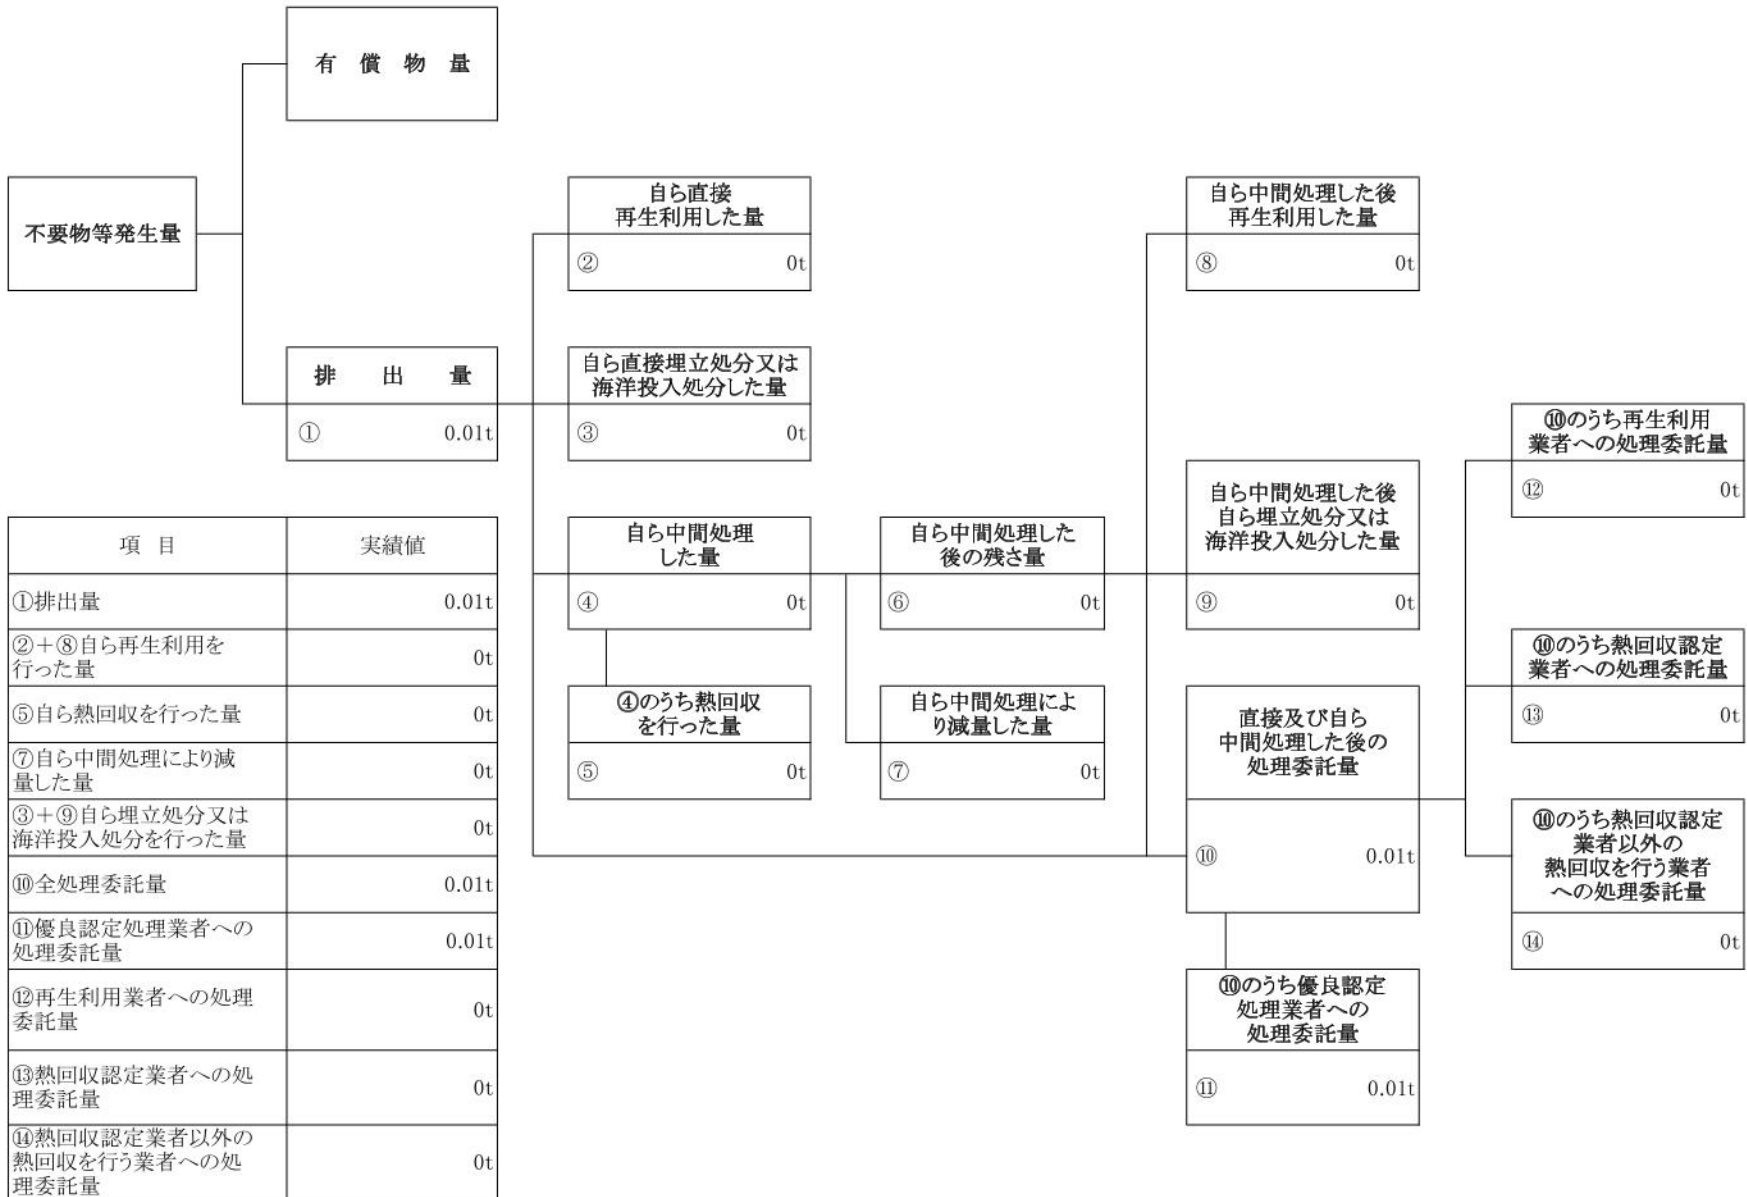 有 償 物 量
不要物等発生量
排 出 量
① 0.01t
自ら直接
再生利用した量
② 0t
自ら直接埋立処分又は
海洋投入処分した量
③ 0t
自ら中間処理
した量
④ 0t
④のうち熱回収
を行った量
⑤ 0t
自ら中間処理した
後の残さ量
⑥ 0t
自ら中間処理によ
り減量した量
⑦ 0t
自ら中間処理した後
再生利用した量
⑧ 0t
自ら中間処理した後
自ら埋立処分又は
海洋投入処分した量
⑨ 0t
直接及び自ら
中間処理した後の
処理委託量
⑩ 0.01t
⑩のうち優良認定
処理業者への
処理委託量
⑪ 0.01t
⑩のうち再生利用
業者への処理委託量
⑫ 0t
⑩のうち熱回収認定
業者への処理委託量
⑬ 0t
⑩のうち熱回収認定
業者以外の
熱回収を行う業者
への処理委託量
⑭ 0t
項 目 実績値
①排出量 0.01t
②+⑧自ら再生利用を
行った量 0t
⑤自ら熱回収を行った量 0t
⑦自ら中間処理により減
量した量 0t
③+⑨自ら埋立処分又は
海洋投入処分を行った量 0t
⑩全処理委託量 0.01t
⑪優良認定処理業者への
処理委託量 0.01t
⑫再生利用業者への処理
委託量 0t
⑬熱回収認定業者への処
理委託量 0t
⑭熱回収認定業者以外の
熱回収を行う業者への処
理委託量 0t